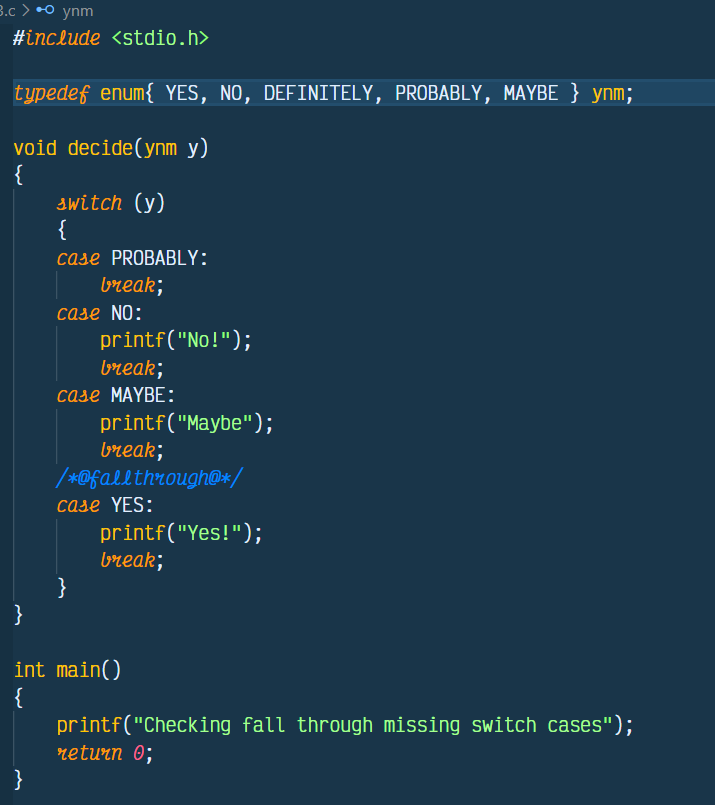 3.c > ynm
#include <stdio.h>
typedef enum{ YES, NO, DEFINITELY, PROBABLY, MAYBE } ynm;
void decide(ynm y)
{
switch (y)
{
case PROBABLY:
break;
case NO:
printf("No!");
break;
case MAYBE:
printf("Maybe");
break;
/*@fallthrough@*/
case YES:
printf("Yes!");
break;
}
}
int main()
{
printf("Checking fall through missing switch cases");
return 0;
}